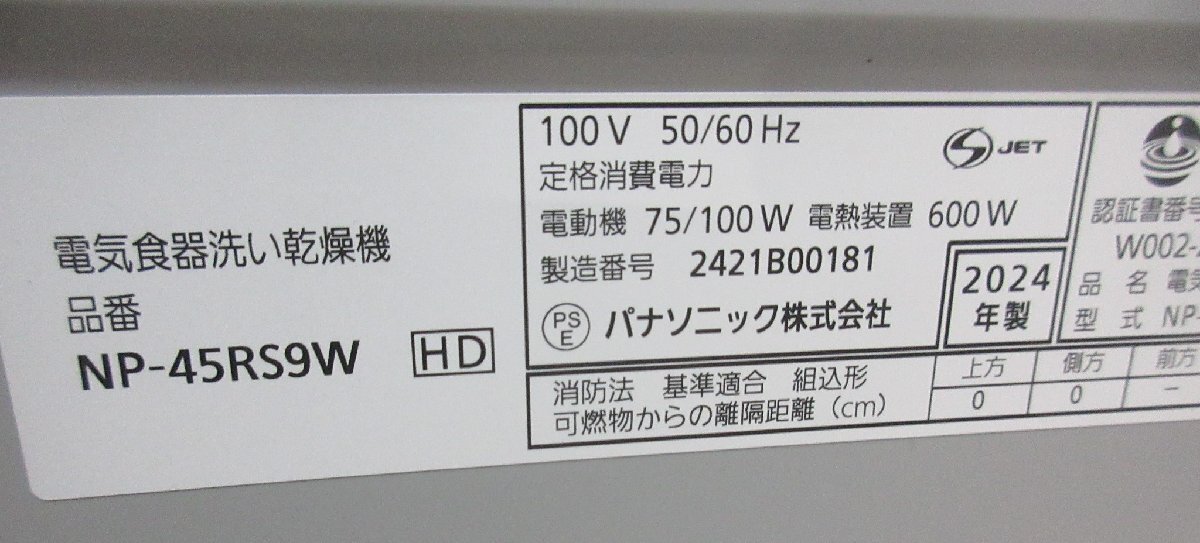 電気食器洗い乾燥機
品番
NP-45RS9W HD
100V 50/60Hz
JET
定格消費電力
電動機 75/100W 電熱装置 600W
製造番号 2421B00181
PS
E
パナソニック株式会社
2024
年製
消防法 基準適合 組込形
可燃物からの離隔距離(cm)
上方 側方 前方
0 0 −
認証書番号
W002-
品名 電気
型式 NP-